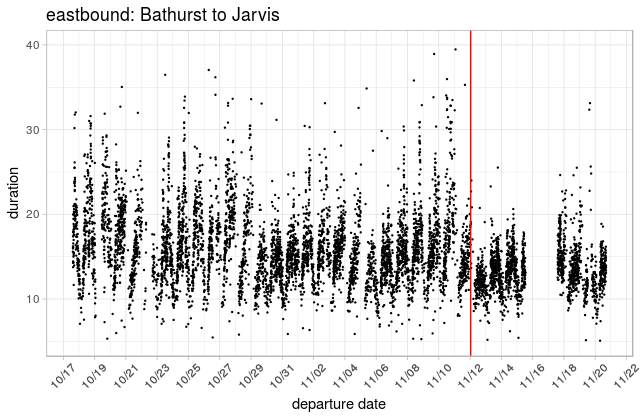 eastbound: Bathurst to Jarvis
40
30
20
10
duration
10/17 10/19 10/21 10/23 10/25 10/27 10/29 10/31 11/02 11/04 11/06 11/08 11/10 11/12 11/14 11/16 11/18 11/20 11/22
departure date